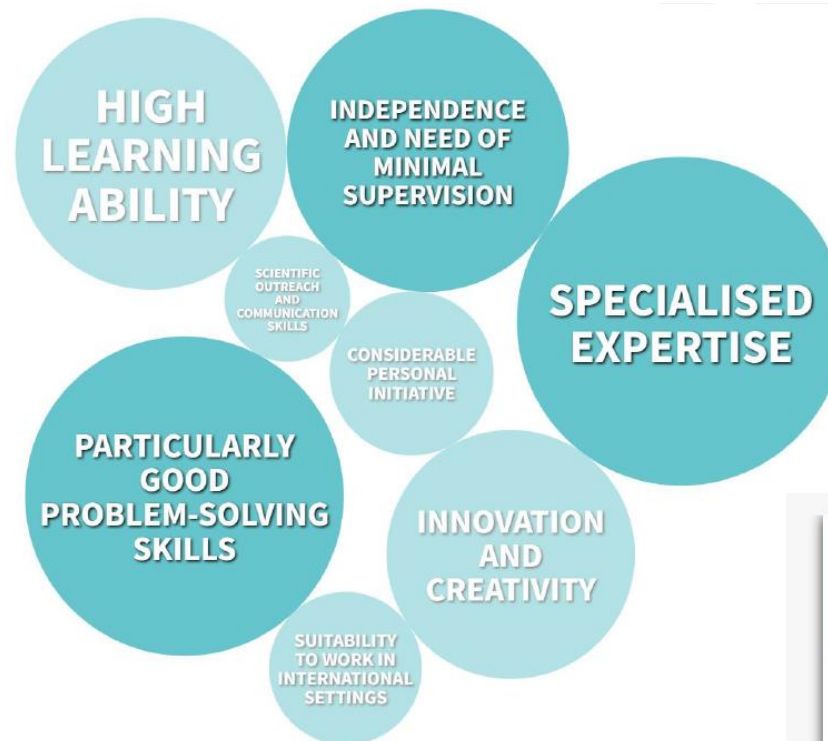 HIGH
LEARNING
ABILITY
INDEPENDENCE
AND NEED OF
MINIMAL
SUPERVISION
SPECIALISED
EXPERTISE
SCIENTIFIC
OUTREACH
AND
COMMUNICATION
SKILLS
CONSIDERABLE
PERSONAL
INITIATIVE
PARTICULARLY
GOOD
PROBLEM-SOLVING
SKILLS
INNOVATION
AND
CREATIVITY
SUITABILITY
TO WORK IN
INTERNATIONAL
SETTINGS